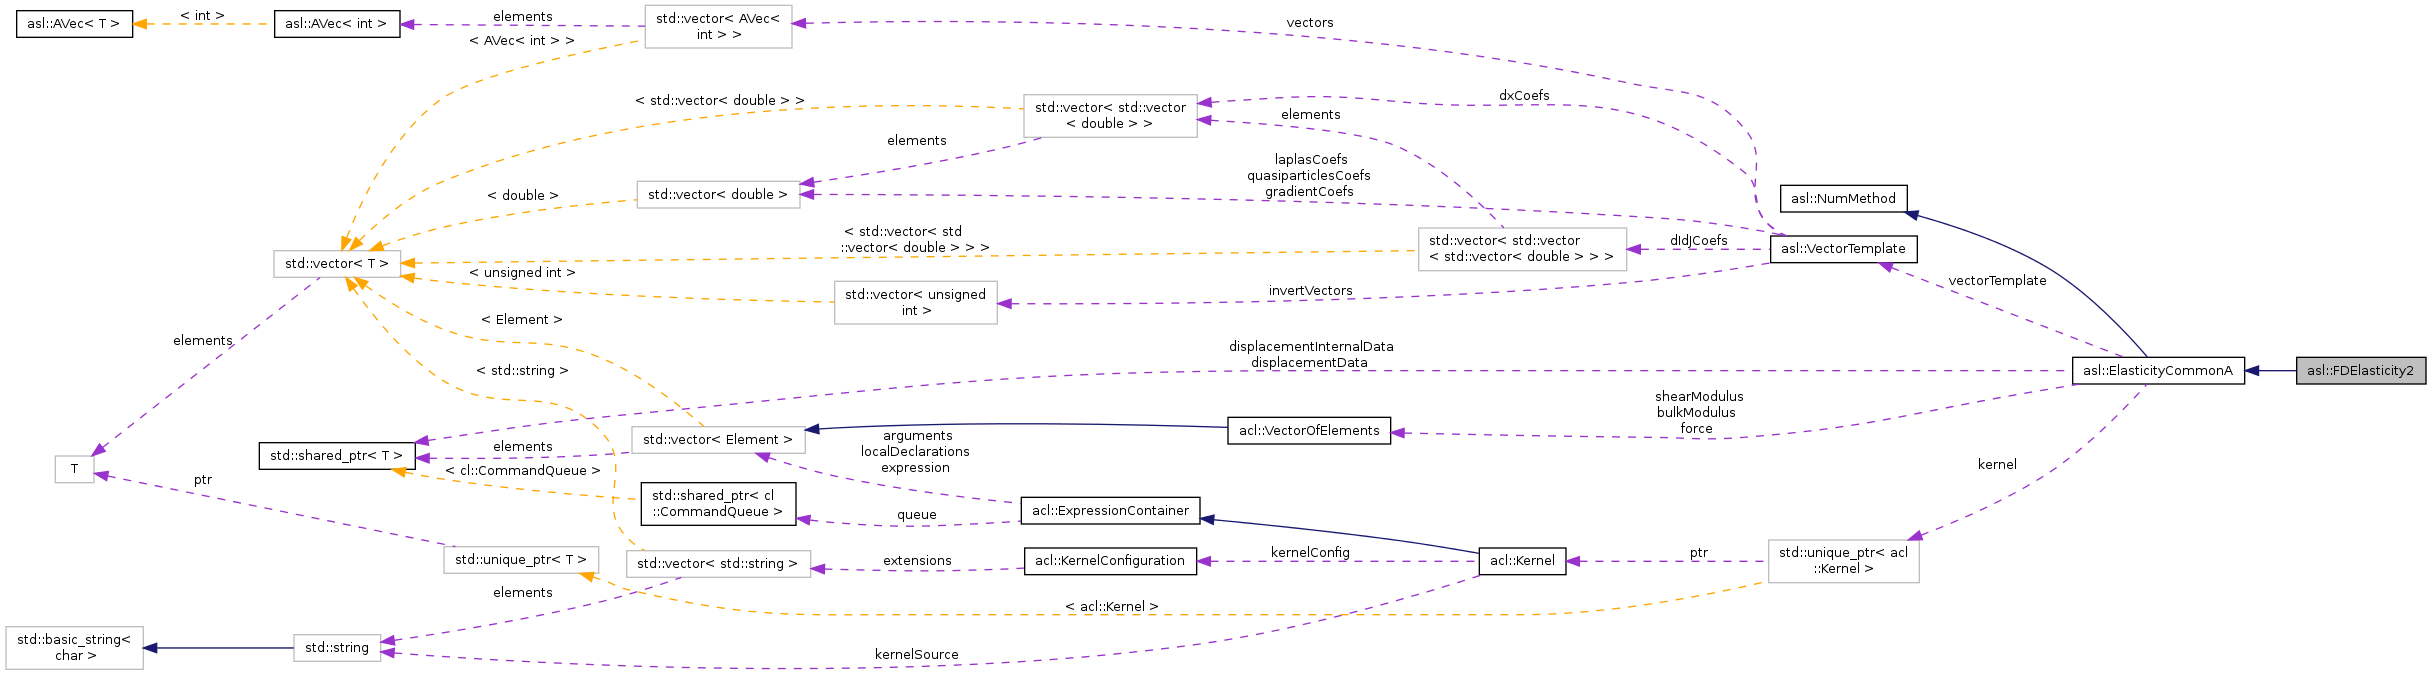 asl::AVec< T >
< int >
asl::AVec< int >
elements
< AVec< int > >
std::vector< AVec<
int > >
vectors
< std::vector< double > >
std::vector< std::vector
< double > >
dxCoefs
elements
elements
laplasCoefs
quasiparticlesCoefs
gradientCoefs
< double >
std::vector< double >
asl::NumMethod
< std::vector< std
::vector< double > > >
std::vector< std::vector
< std::vector< double > > >
dldJCoefs
asl::VectorTemplate
std::vector< T >
< unsigned int >
std::vector< unsigned
int >
invertVectors
vectorTemplate
< Element >
elements
< std::string >
displacementInternalData
displacementData
asl::ElasticityCommonA
asl::FDElasticity2
shearModulus
bulkModulus
force
std::vector< Element >
acl::VectorOfElements
elements
arguments
localDeclarations
expression
std::shared_ptr< T >
T
ptr
< cl::CommandQueue >
std::shared_ptr< cl
::CommandQueue >
queue
acl::ExpressionContainer
kernel
std::unique_ptr< T >
std::vector< std::string >
extensions
acl::KernelConfiguration
kernelConfig
acl::Kernel
ptr
std::unique_ptr< acl
::Kernel >
elements
< acl::Kernel >
std::basic_string<
char >
std::string
kernelSource